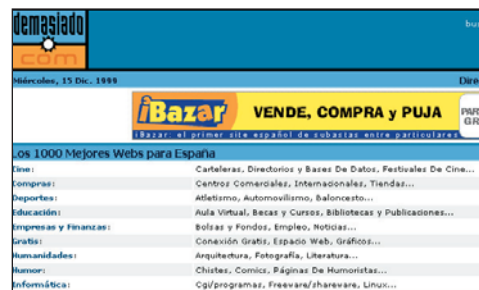 demasiado
com
bu
Miércoles, 15 Dic. 1999
Dire
iBazar
VENDE, COMPRA y PUJA
PAR
GR
iBazar: el primer site español de subastas entre particulares
Los 1000 Mejores Webs para España
Cine:
Carteleras, Directorios y Bases De Datos, Festivales De Cine...
Compras:
Centros Comerciales, Internacionales, Tiendas...
Deportes:
Atletismo, Automovilismo, Baloncesto...
Educación:
Aula Virtual, Becas y Cursos, Bibliotecas y Publicaciones...
Empresas y Finanzas:
Bolsas y Fondos, Empleo, Noticias...
Gratis:
Conexión Gratis, Espacio Web, Gráficos...
Humanidades:
Arquitectura, Fotografía, Literatura...
Humor:
Chistes, Comics, Páginas De Humoristas...
Informática:
Cgi/programas, Freeware/shareware, Linux...